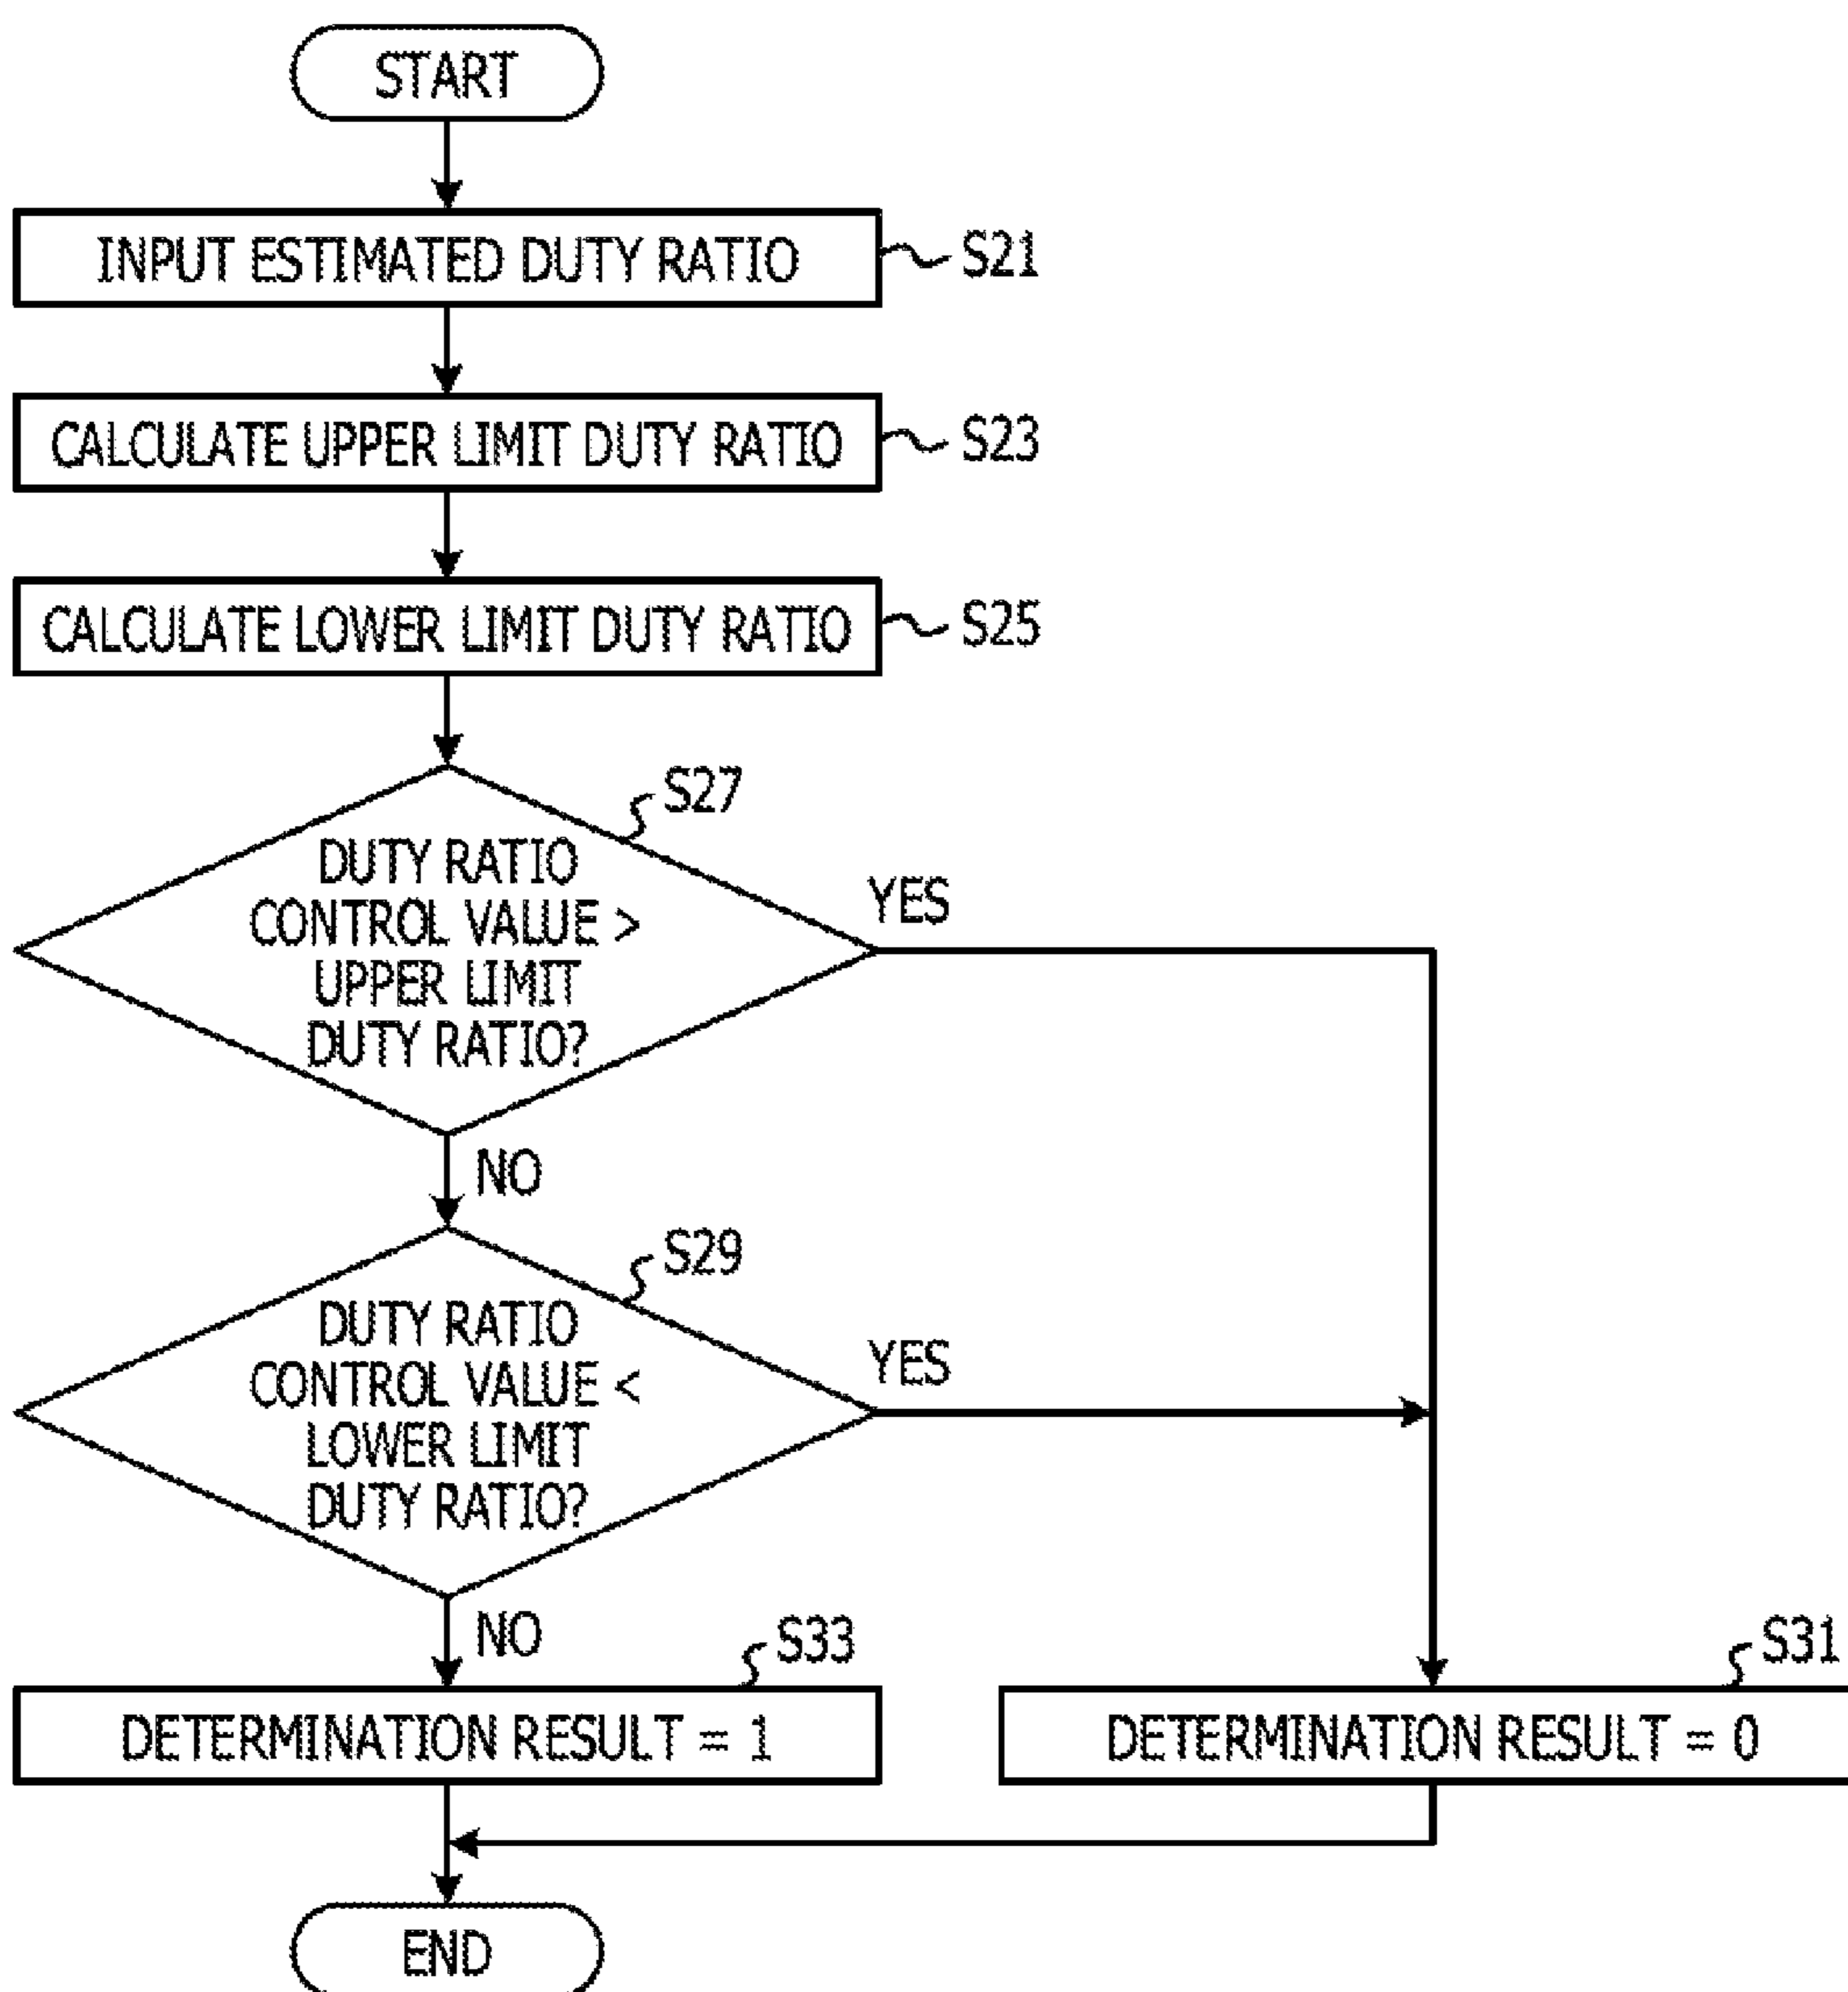 START
INPUT ESTIMATED DUTY RATIO
S21
CALCULATE UPPER LIMIT DUTY RATIO
S23
CALCULATE LOWER LIMIT DUTY RATIO
S25
S27
DUTY RATIO
CONTROL VALUE >
UPPER LIMIT
DUTY RATIO?
YES
NO
S29
DUTY RATIO
CONTROL VALUE <
LOWER LIMIT
DUTY RATIO?
YES
NO
S33
DETERMINATION RESULT = 1
S31
DETERMINATION RESULT = 0
END